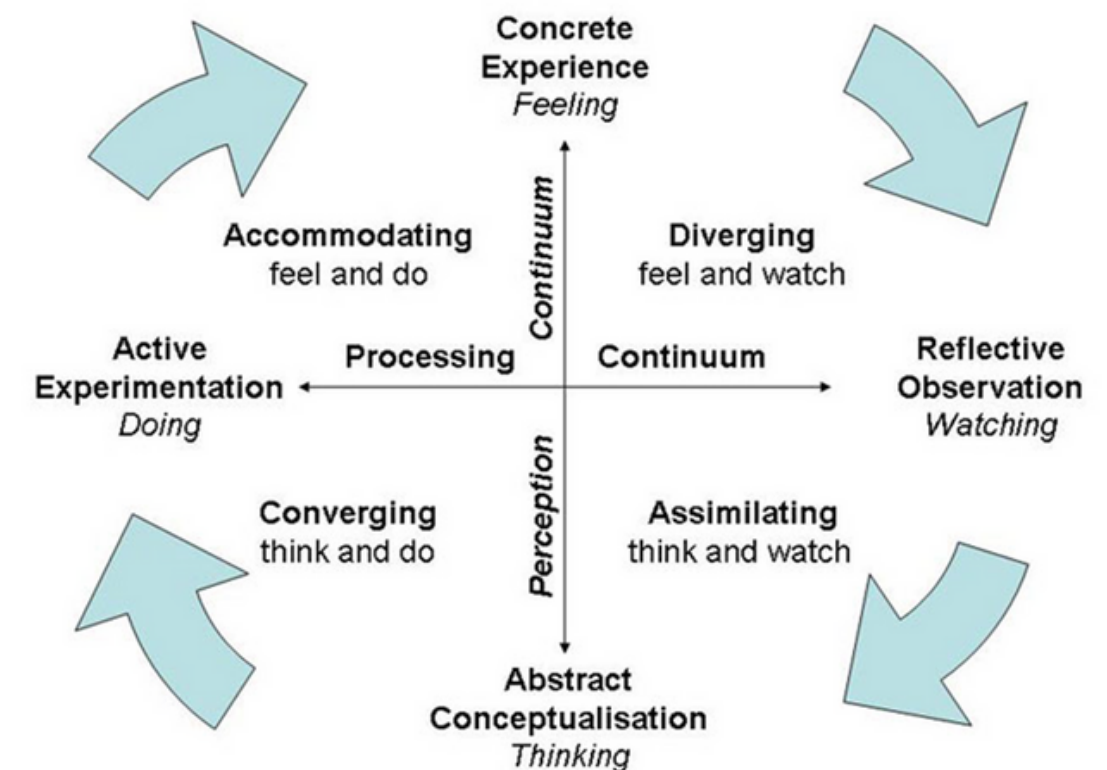 Concrete
Experience
Feeling
Accommodating
feel and do
Continuum
Diverging
feel and watch
Active
Experimentation
Doing
Processing
Continuum
Reflective
Observation
Watching
Converging
think and do
Perception
Assimilating
think and watch
Abstract
Conceptualisation
Thinking